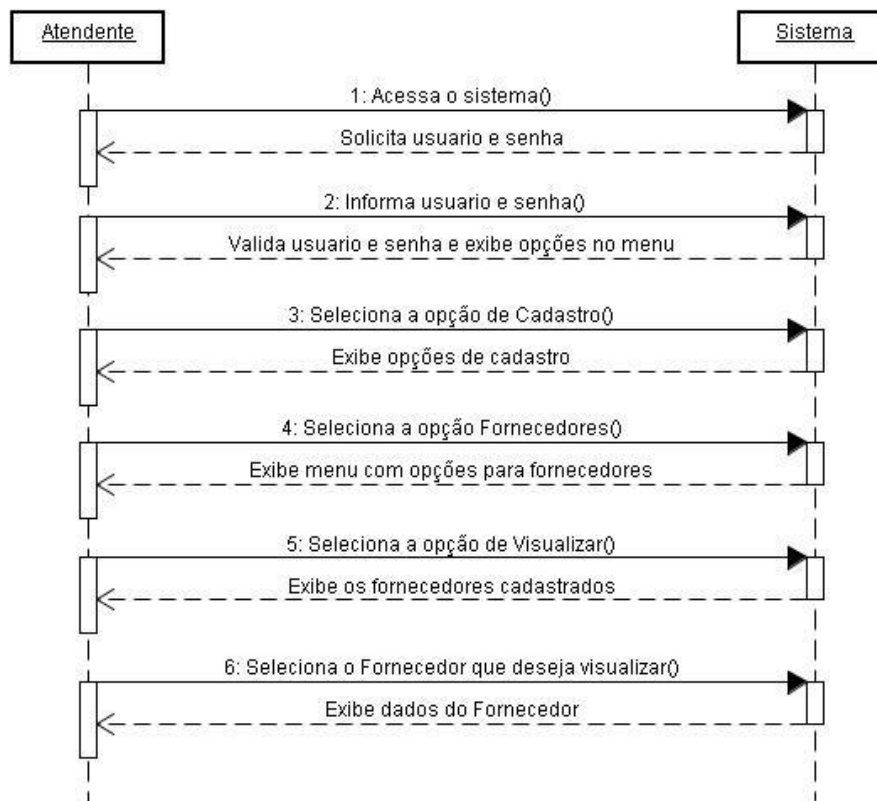 Atendente
Sistema
1: Acessa o sistema()
Solicita usuario e senha
2: Informa usuario e senha()
Valida usuario e senha e exibe opções no menu
3: Seleciona a opção de Cadastro()
Exibe opções de cadastro
4: Seleciona a opção Fornecedores()
Exibe menu com opções para fornecedores
5: Seleciona a opção de Visualizar()
Exibe os fornecedores cadastrados
6: Seleciona o Fornecedor que deseja visualizar()
Exibe dados do Fornecedor